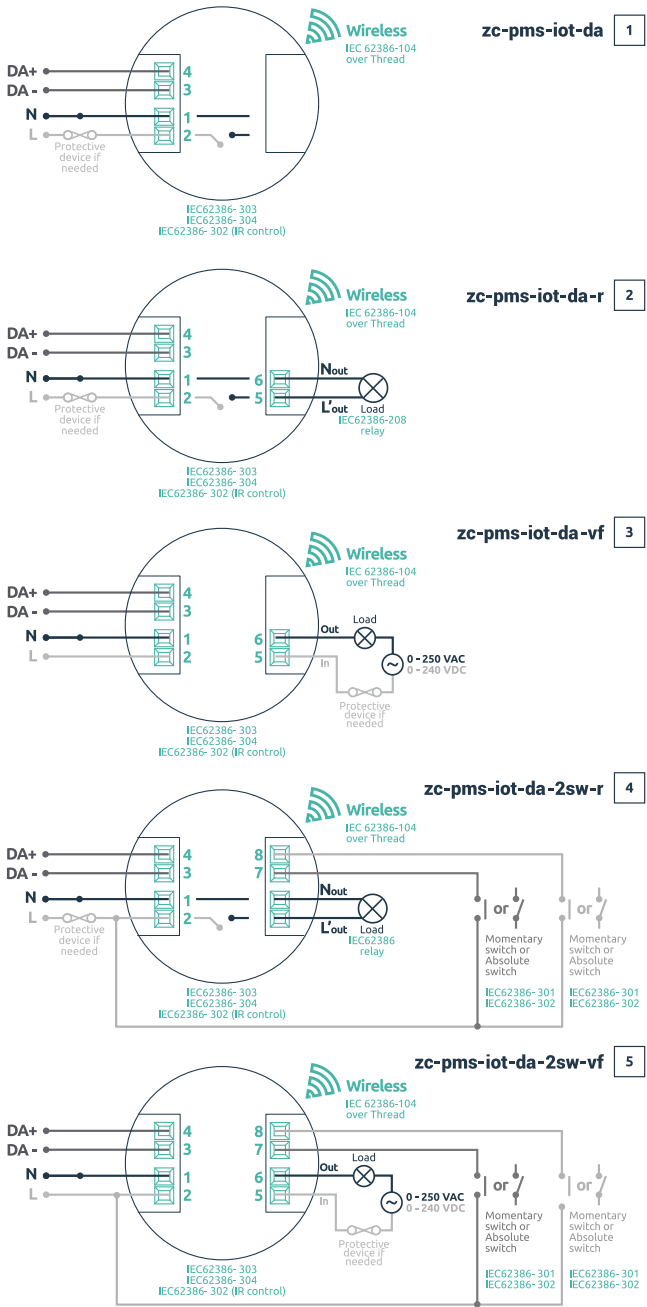 zc-pms-iot-da 1
Wireless
IEC 62386-104
over Thread
DA+ 4
DA - 3
N 1
L 2
Protective
device if
needed
IEC62386- 303
IEC62386- 304
IEC62386- 302 (IR control)
zc-pms-iot-da-r 2
Wireless
IEC 62386-104
over Thread
DA+ 4
DA - 3
N 1 6 Nout
L 2 5 L'out
Protective
device if
needed
Load
IEC62386-208
relay
IEC62386- 303
IEC62386- 304
IEC62386- 302 (IR control)
zc-pms-iot-da-vf 3
Wireless
IEC 62386-104
over Thread
DA+ 4
DA - 3
N 1 6 Out Load
L 2 5 In
0 - 250 VAC
0 - 240 VDC
Protective
device if
needed
IEC62386- 303
IEC62386- 304
IEC62386- 302 (IR control)
zc-pms-iot-da-2sw-r 4
Wireless
IEC 62386-104
over Thread
DA+ 4 8
DA - 3 7
N 1 Nout
L 2 L'out
Protective
device if
needed
Load
IEC62386
relay
or
Momentary
switch or
Absolute
switch
IEC62386- 301
IEC62386- 302
or
Momentary
switch or
Absolute
switch
IEC62386- 301
IEC62386- 302
IEC62386- 303
IEC62386- 304
IEC62386- 302 (IR control)
zc-pms-iot-da-2sw-vf 5
Wireless
IEC 62386-104
over Thread
DA+ 4 8
DA - 3 7
N 1 6 Out Load
L 2 5 In
0 - 250 VAC
0 - 240 VDC
Protective
device if
needed
or
Momentary
switch or
Absolute
switch
IEC62386- 301
IEC62386- 302
or
Momentary
switch or
Absolute
switch
IEC62386- 301
IEC62386- 302
IEC62386- 303
IEC62386- 304
IEC62386- 302 (IR control)